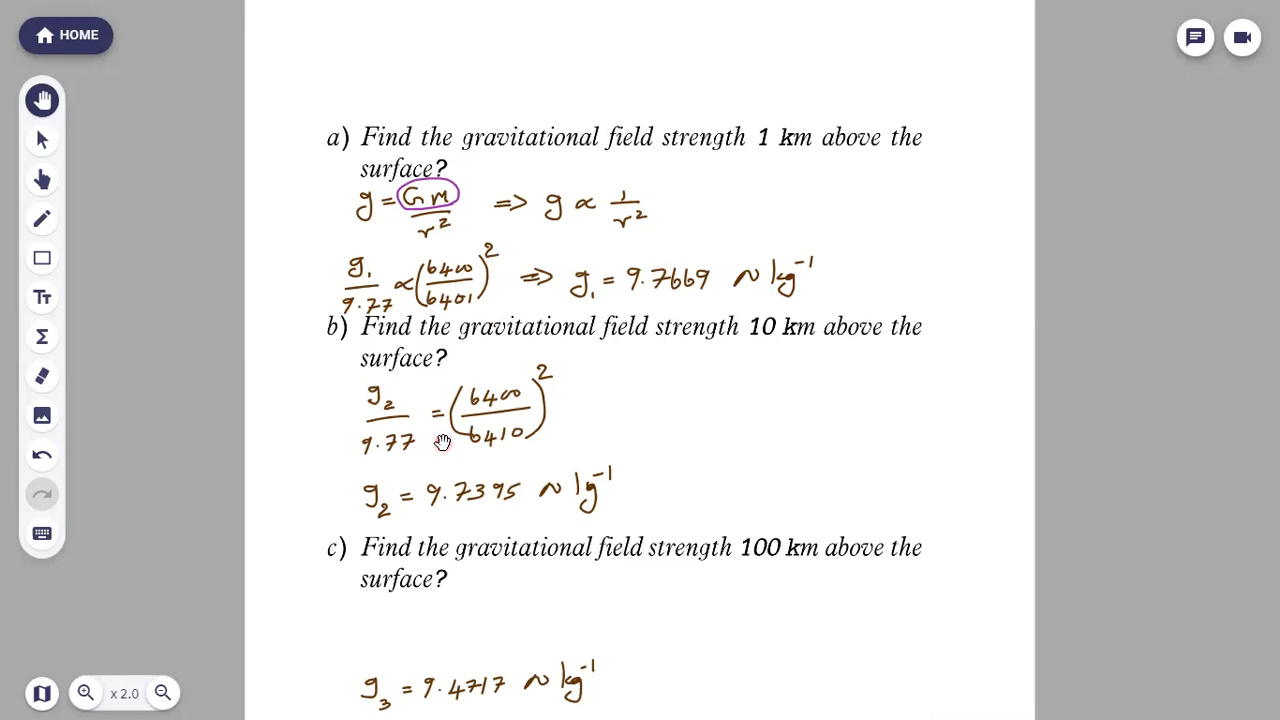 HOME
a) Find the gravitational field strength 1 km above the
surface?
g = GM/r² => g ∝ 1/r²
g₁/9.77 ∝ (6400/6401)² => g₁ = 9.7669 N kg⁻¹
b) Find the gravitational field strength 10 km above the
surface?
g₂/9.77 = (6400/6410)²
g₂ = 9.7395 N kg⁻¹
c) Find the gravitational field strength 100 km above the
surface?
g₃ = 9.4717 N kg⁻¹
x 2.0